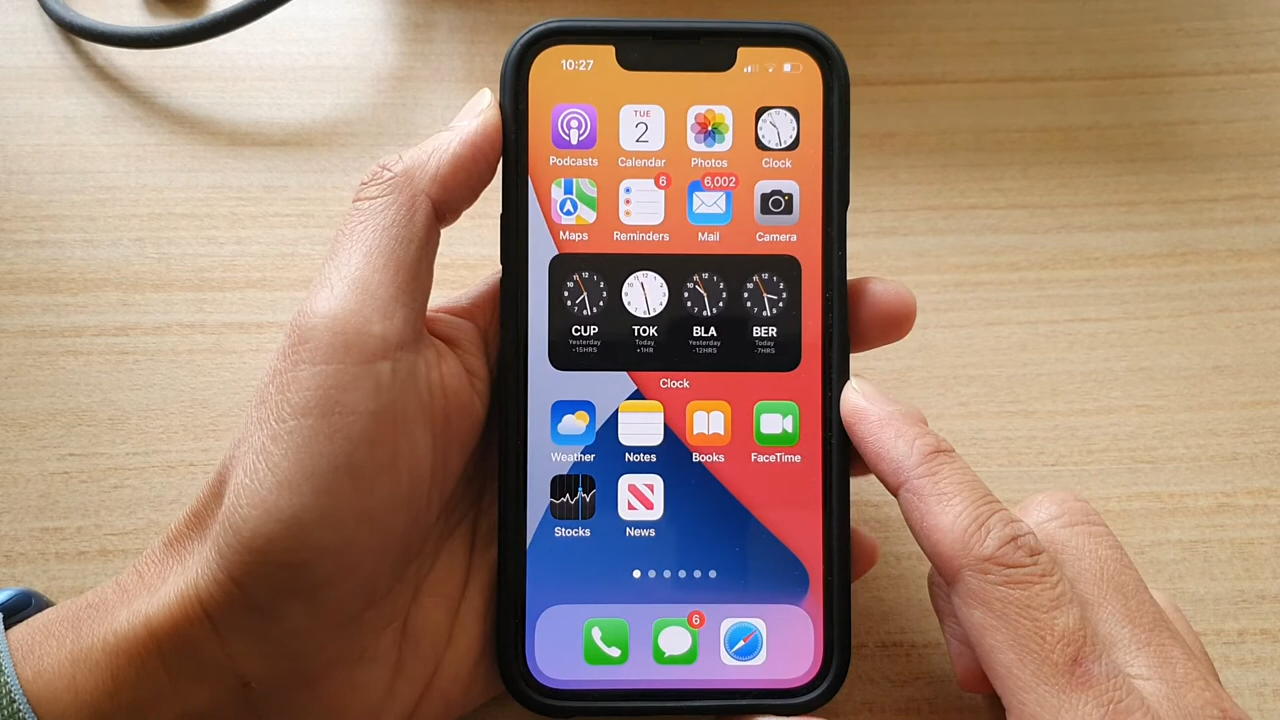 10:27
TUE
2
Podcasts Calendar Photos Clock
6 6,002
Maps Reminders Mail Camera
CUP TOK BLA BER
Yesterday Today Yesterday Today
-15HRS +1HR -12HRS -7HRS
Clock
Weather Notes Books FaceTime
Stocks News
6